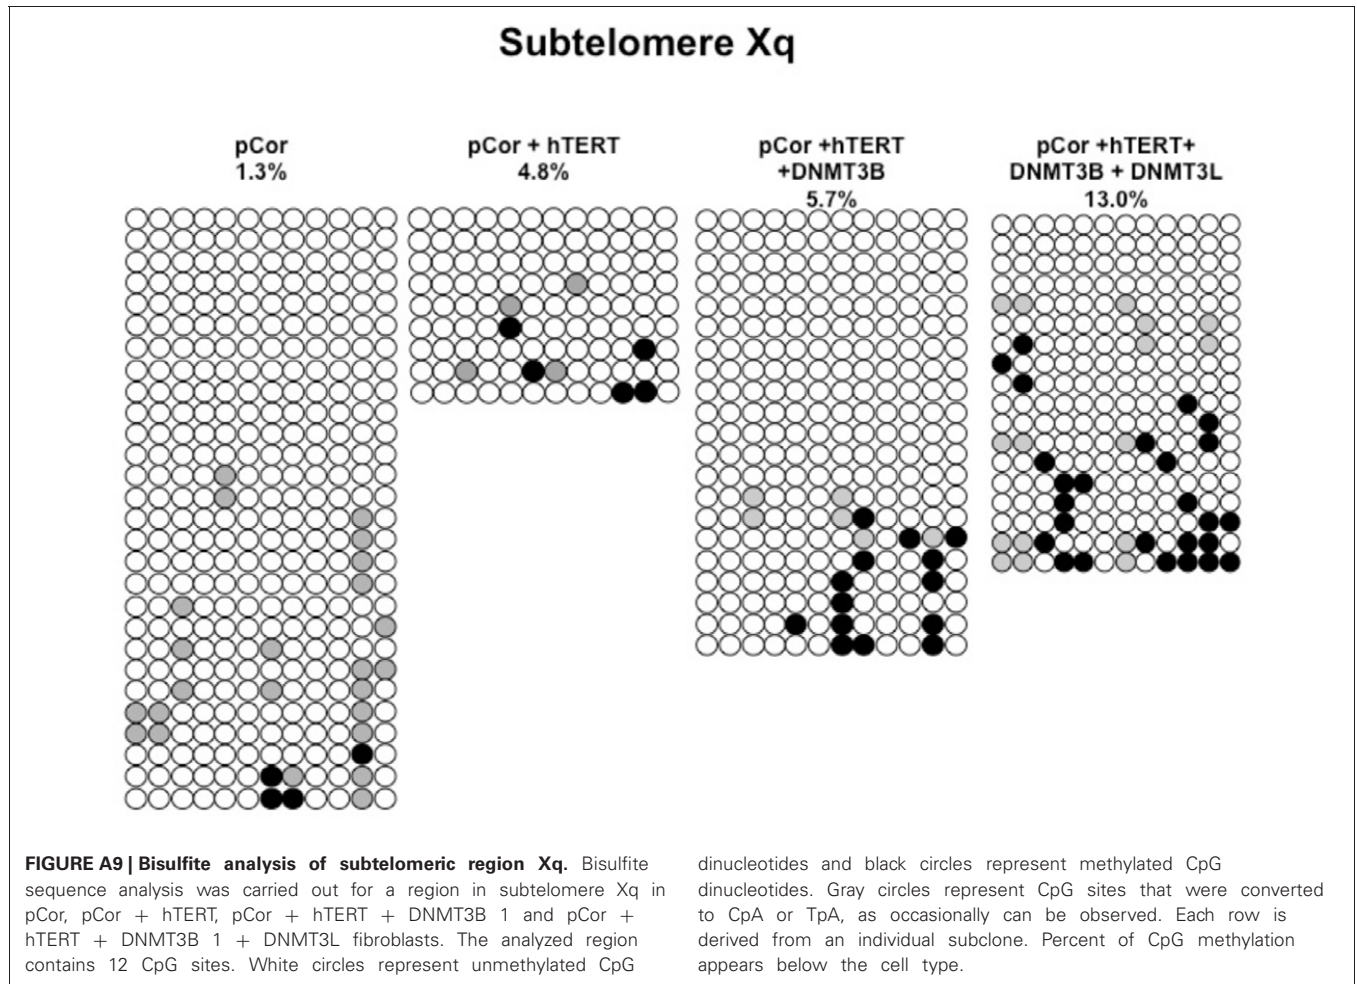 Subtelomere Xq
pCor
1.3%
pCor + hTERT
4.8%
pCor +hTERT
+DNMT3B
5.7%
pCor +hTERT+
DNMT3B + DNMT3L
13.0%
FIGURE A9 | Bisulfite analysis of subtelomeric region Xq. Bisulfite
sequence analysis was carried out for a region in subtelomere Xq in
pCor, pCor + hTERT, pCor + hTERT + DNMT3B 1 and pCor +
hTERT + DNMT3B 1 + DNMT3L fibroblasts. The analyzed region
contains 12 CpG sites. White circles represent unmethylated CpG
dinucleotides and black circles represent methylated CpG
dinucleotides. Gray circles represent CpG sites that were converted
to CpA or TpA, as occasionally can be observed. Each row is
derived from an individual subclone. Percent of CpG methylation
appears below the cell type.